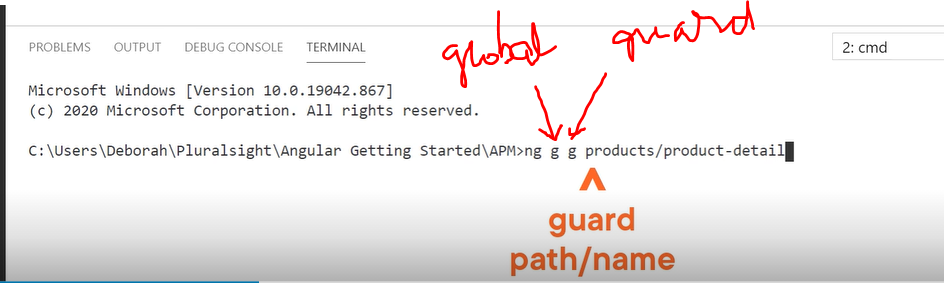 global guard
PROBLEMS OUTPUT DEBUG CONSOLE TERMINAL 2: cmd
Microsoft Windows [Version 10.0.19042.867]
(c) 2020 Microsoft Corporation. All rights reserved.
C:\Users\Deborah\Pluralsight\Angular Getting Started\APM>ng g g products/product-detail
guard
path/name